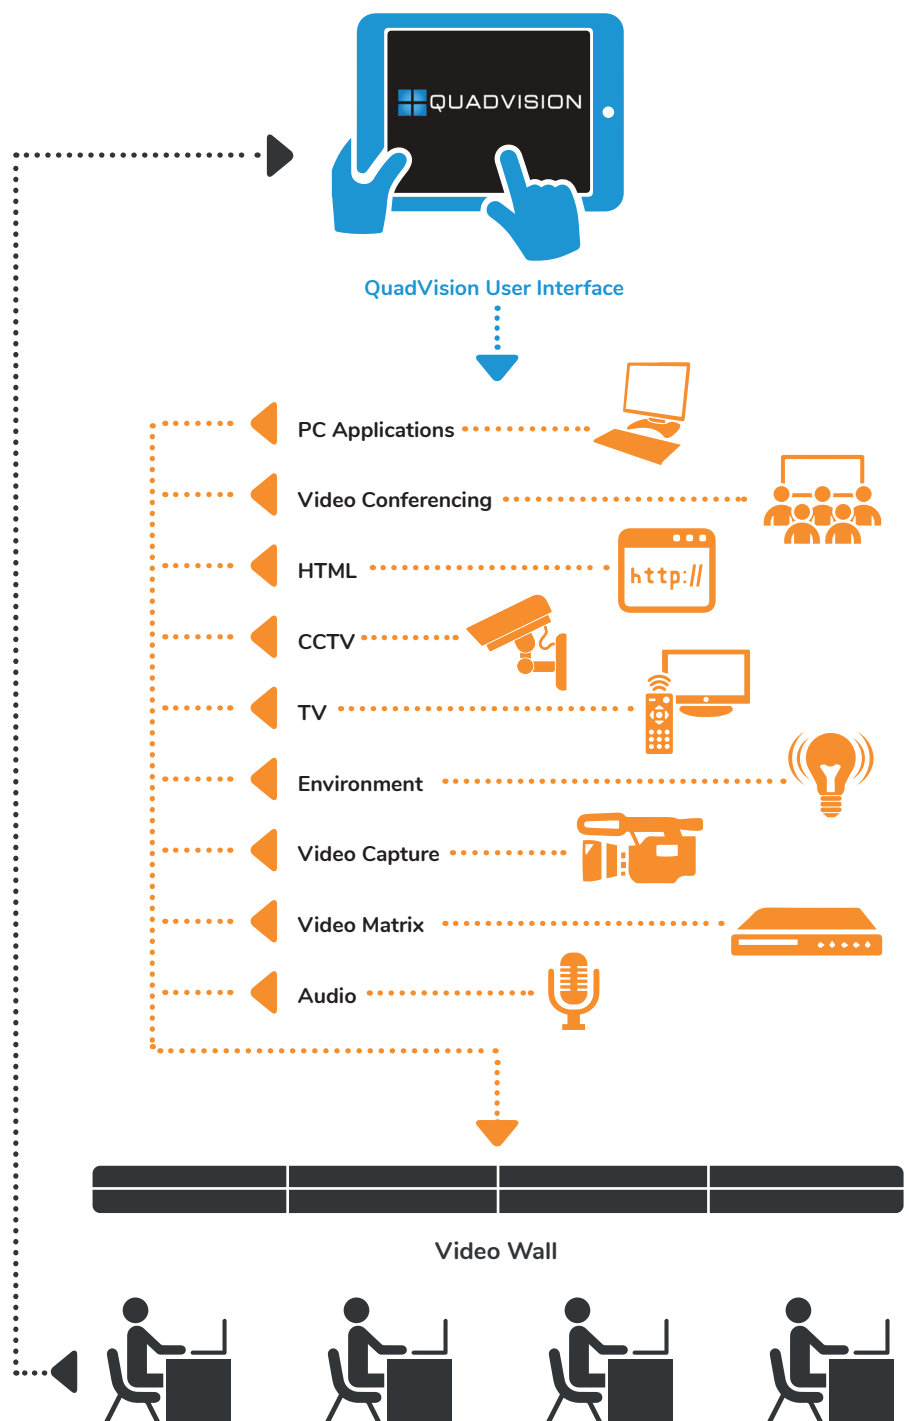 QUADVISION
QuadVision User Interface
PC Applications
Video Conferencing
HTML
http://
CCTV
TV
Environment
Video Capture
Video Matrix
Audio
Video Wall